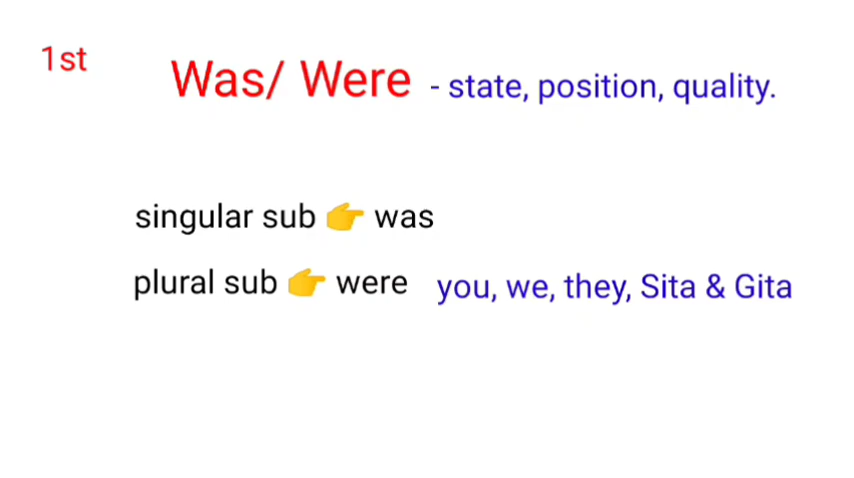 1st
Was/ Were - state, position, quality.
singular sub 👉 was
plural sub 👉 were you, we, they, Sita & Gita